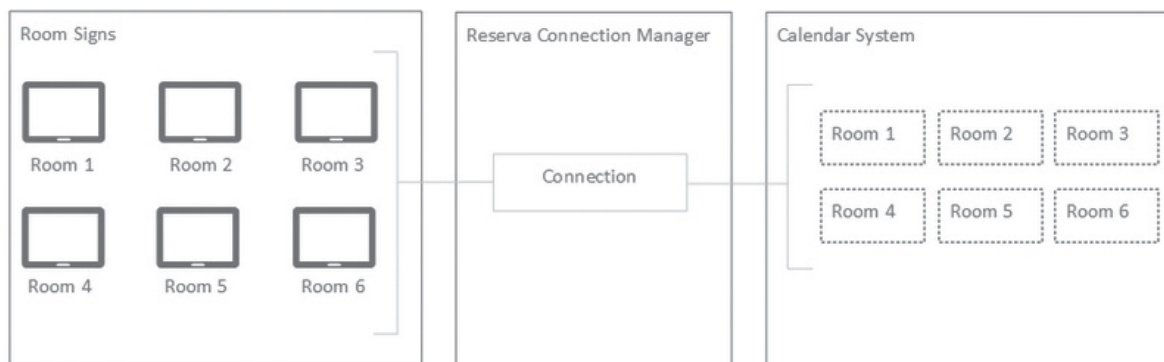 Room Signs
Room 1 Room 2 Room 3
Room 4 Room 5 Room 6
Reserva Connection Manager
Connection
Calendar System
Room 1 Room 2 Room 3
Room 4 Room 5 Room 6